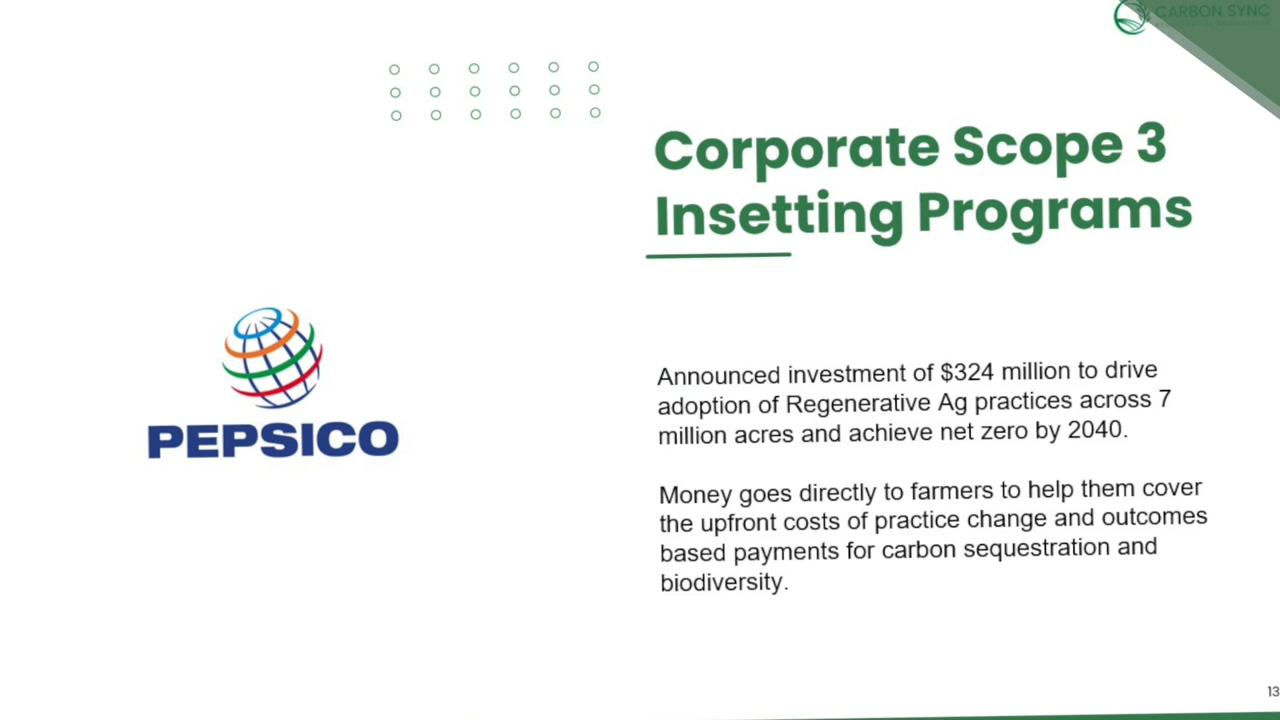 CARBON SYNC
Corporate Scope 3
Insetting Programs
PEPSICO
Announced investment of $324 million to drive
adoption of Regenerative Ag practices across 7
million acres and achieve net zero by 2040.
Money goes directly to farmers to help them cover
the upfront costs of practice change and outcomes
based payments for carbon sequestration and
biodiversity.
13